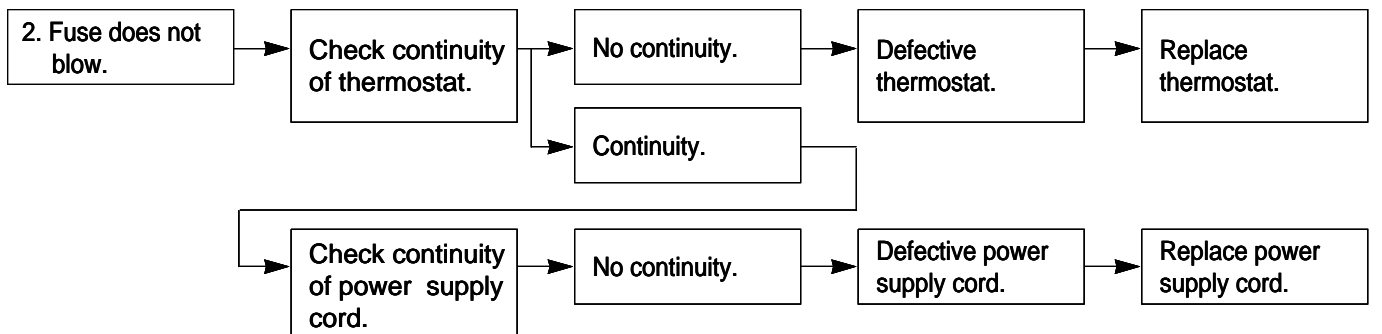 2. Fuse does not
blow.
Check continuity
of thermostat.
No continuity.
Defective
thermostat.
Replace
thermostat.
Continuity.
Check continuity
of power supply
cord.
No continuity.
Defective power
supply cord.
Replace power
supply cord.